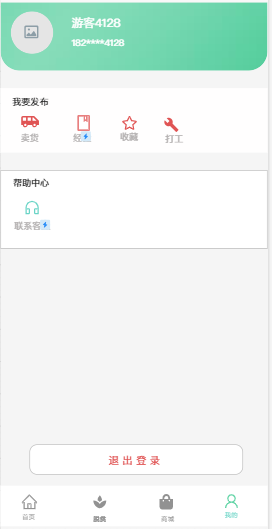 游客4128
182****4128
我要发布
卖货 经 收藏 打工
帮助中心
联系客
退出登录
首页 服务 商城 我的